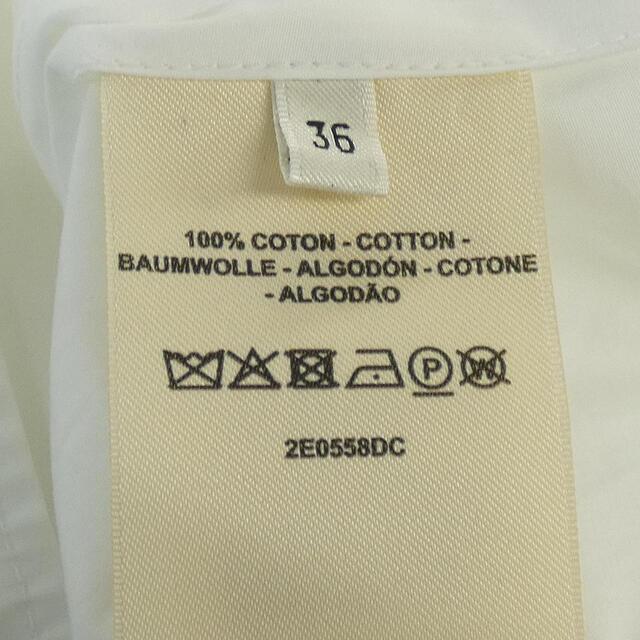 36
100% COTON - COTTON -
BAUMWOLLE - ALGODÓN - COTONE
- ALGODÃO
P W
2E0558DC